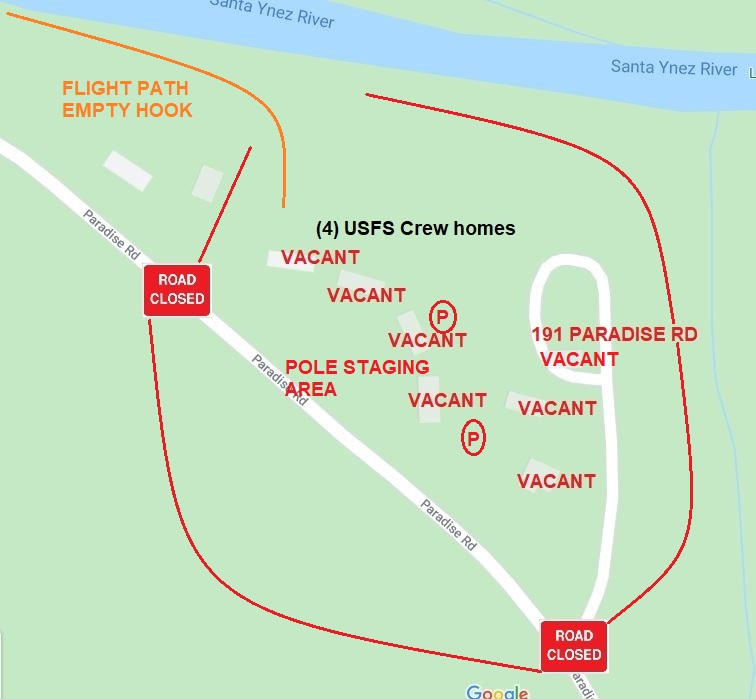 Santa Ynez River
Santa Ynez River
L
FLIGHT PATH
EMPTY HOOK
Paradise Rd
(4) USFS Crew homes
VACANT
ROAD
CLOSED
VACANT
P
VACANT
191 PARADISE RD
VACANT
POLE STAGING
AREA
Paradise Rd
VACANT
VACANT
P
VACANT
Paradise Rd
ROAD
CLOSED
Google